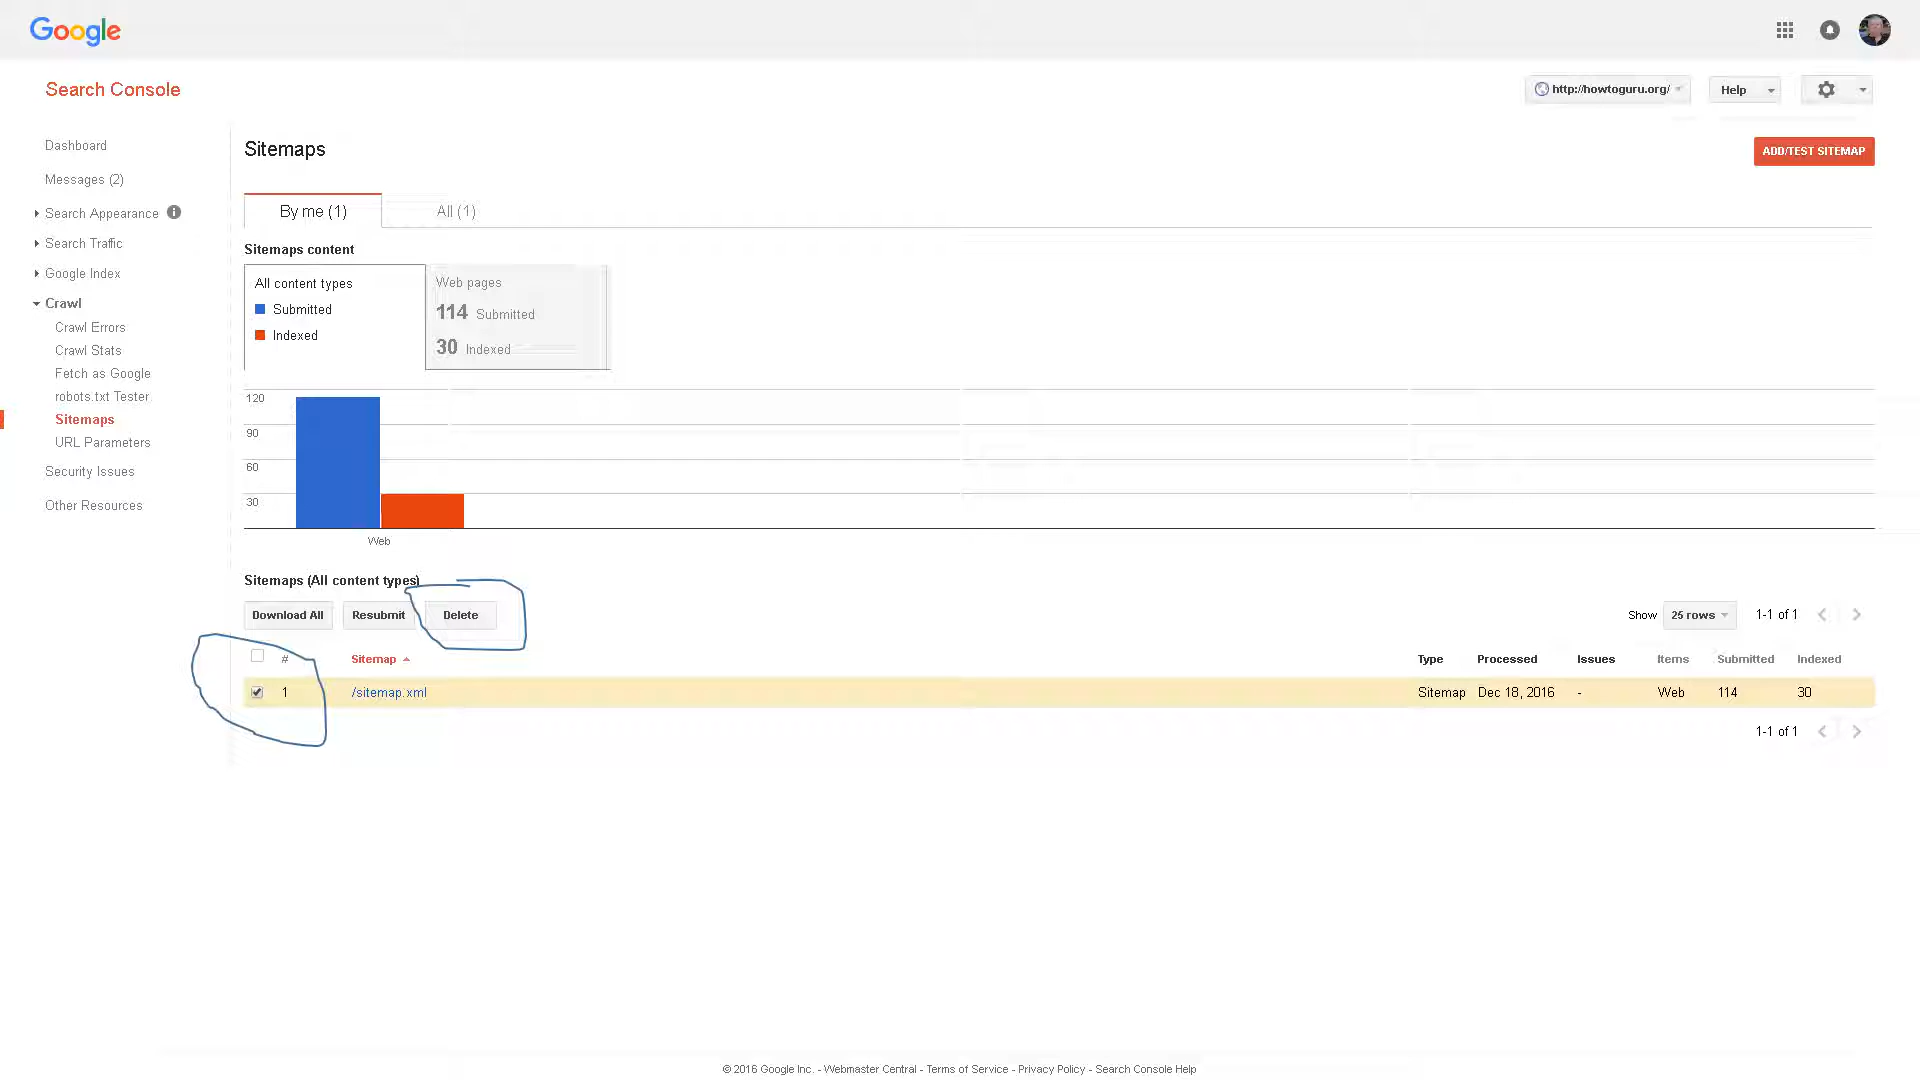 Google
Search Console
http://howtoguru.org/
Help
Dashboard
Messages (2)
Search Appearance
Search Traffic
Google Index
Crawl
Crawl Errors
Crawl Stats
Fetch as Google
robots.txt Tester
Sitemaps
URL Parameters
Security Issues
Other Resources
Sitemaps
ADD/TEST SITEMAP
By me (1) All (1)
Sitemaps content
All content types
Submitted
Indexed
Web pages
114 Submitted
30 Indexed
120
90
60
30
Web
Sitemaps (All content types)
Download All Resubmit Delete
Show 25 rows 1-1 of 1
# Sitemap Type Processed Issues Items Submitted Indexed
1 /sitemap.xml Sitemap Dec 18, 2016 - Web 114 30
1-1 of 1
© 2016 Google Inc. - Webmaster Central - Terms of Service - Privacy Policy - Search Console Help